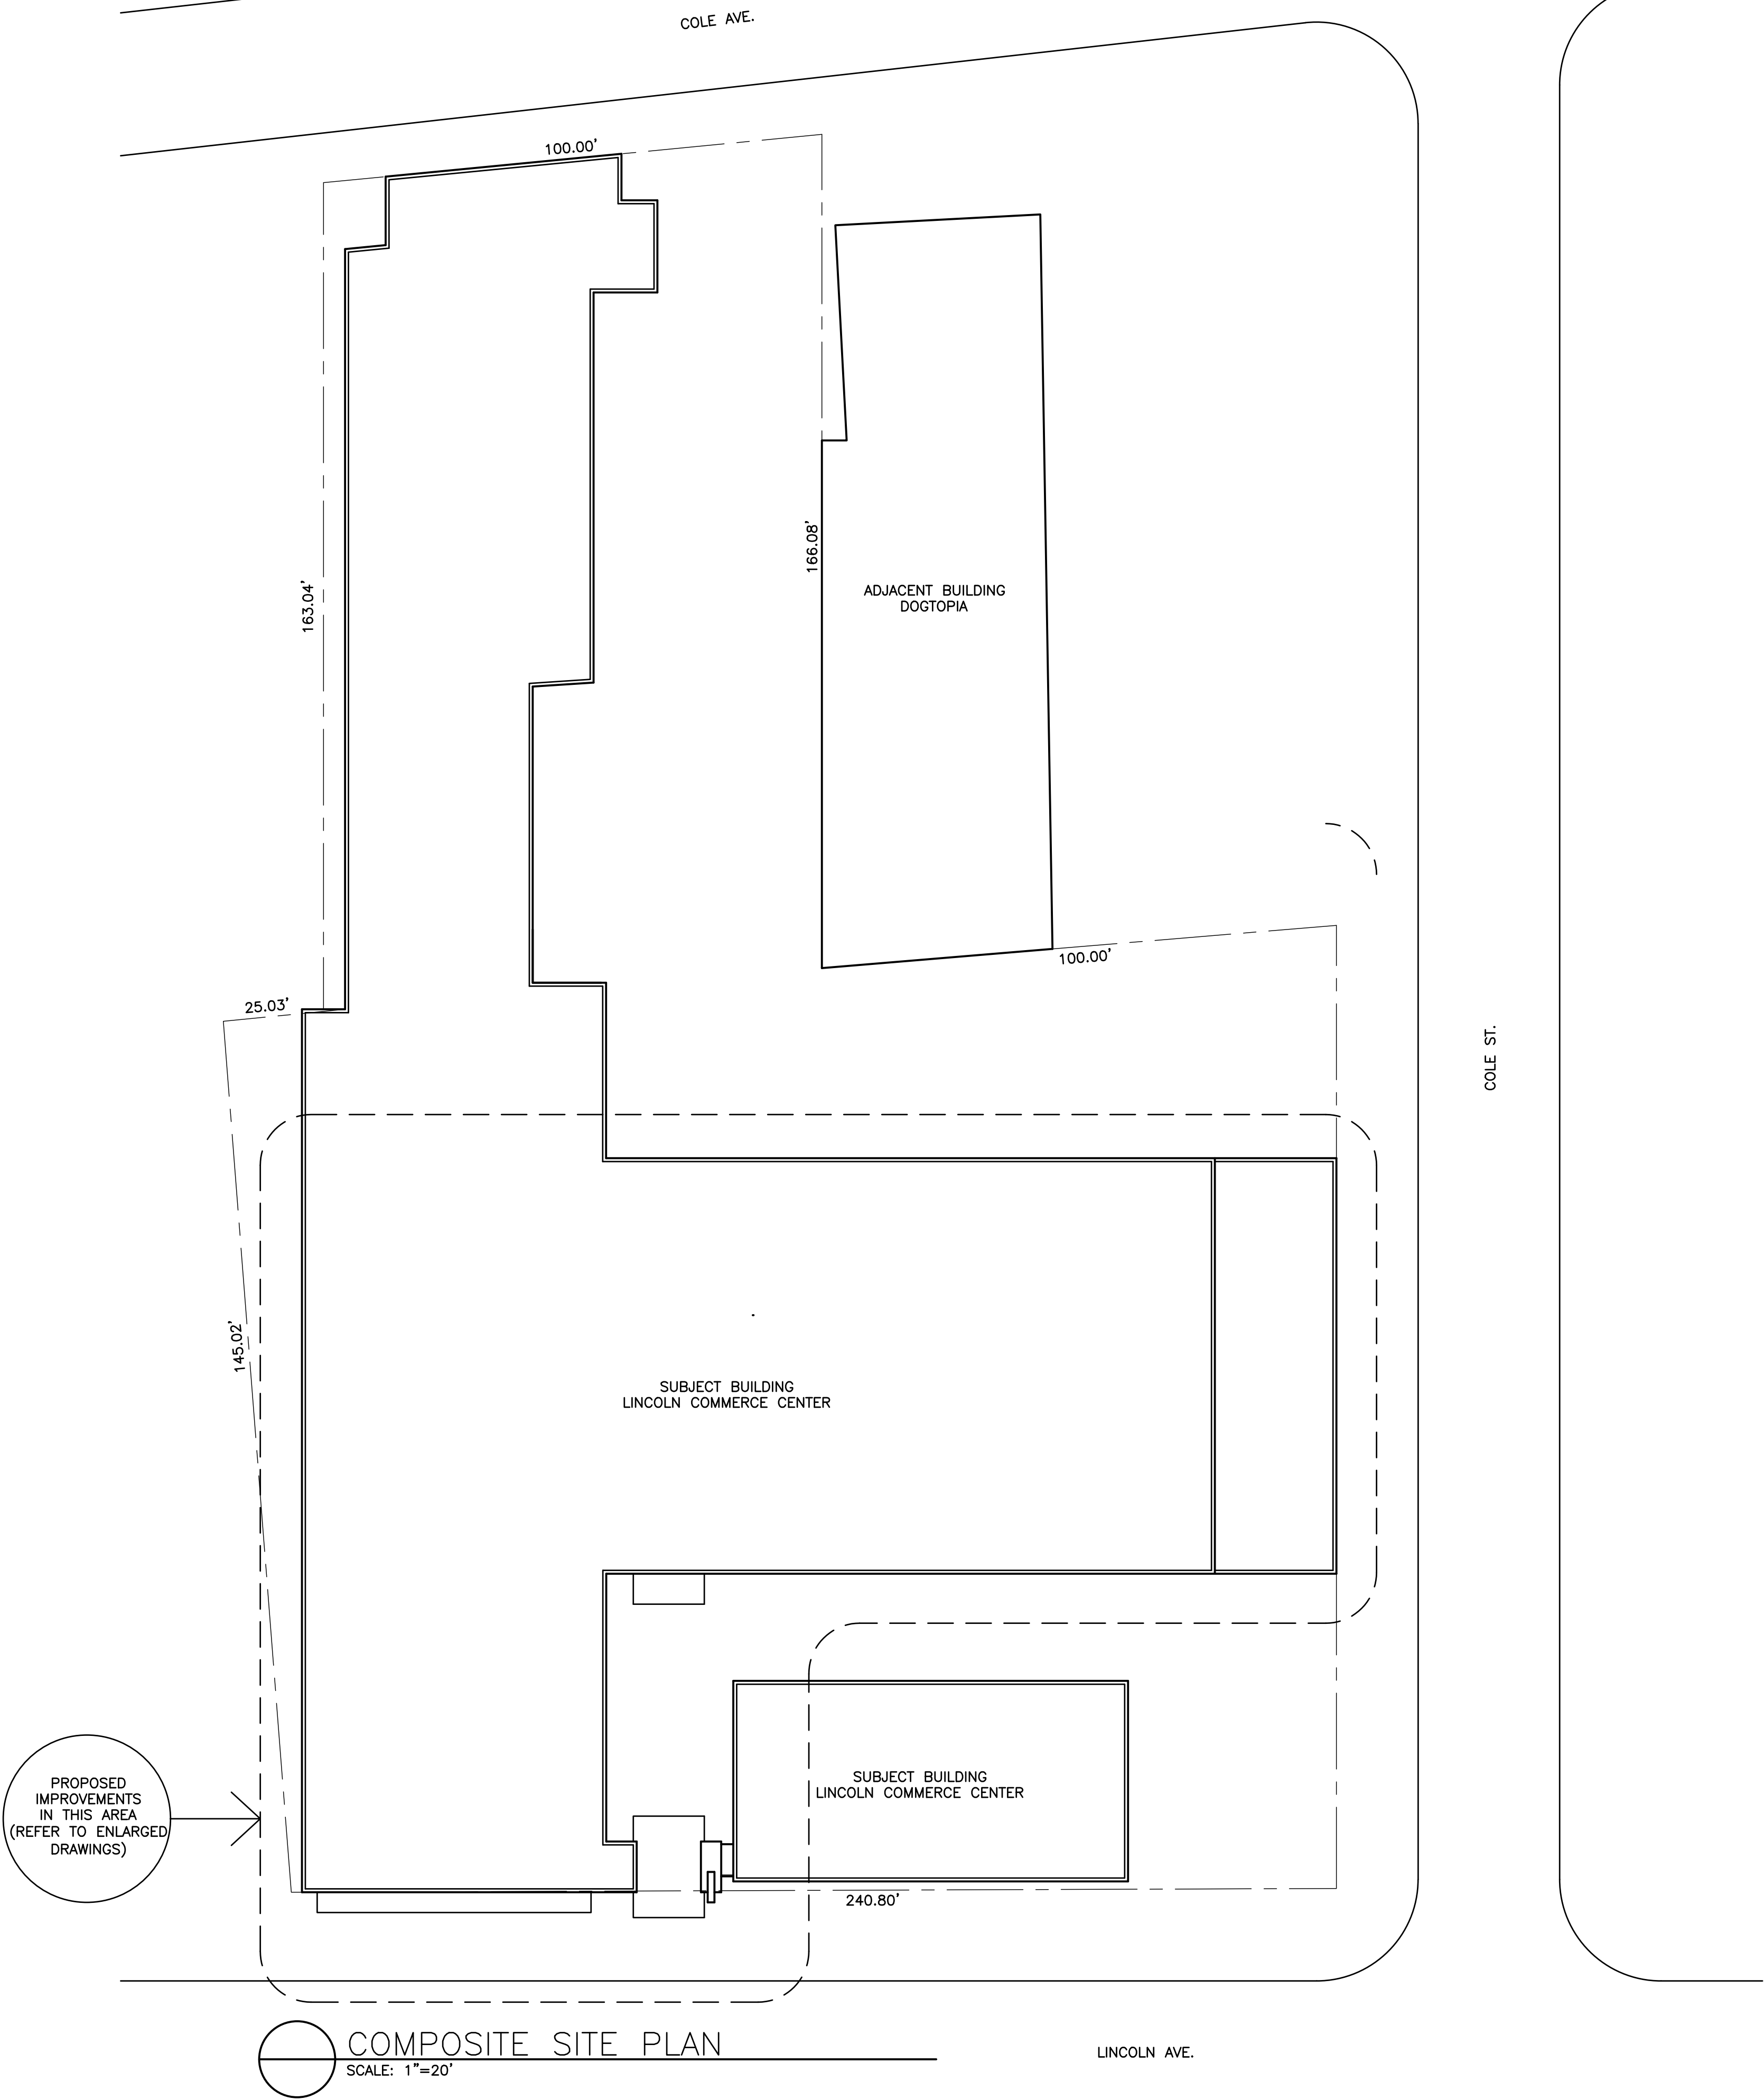 COLE AVE.
100.00'
163.04'
166.08'
ADJACENT BUILDING
DOGTOPIA
100.00'
25.03'
COLE ST.
145.02'
SUBJECT BUILDING
LINCOLN COMMERCE CENTER
SUBJECT BUILDING
LINCOLN COMMERCE CENTER
PROPOSED
IMPROVEMENTS
IN THIS AREA
(REFER TO ENLARGED
DRAWINGS)
240.80'
COMPOSITE SITE PLAN
SCALE: 1"=20'
LINCOLN AVE.